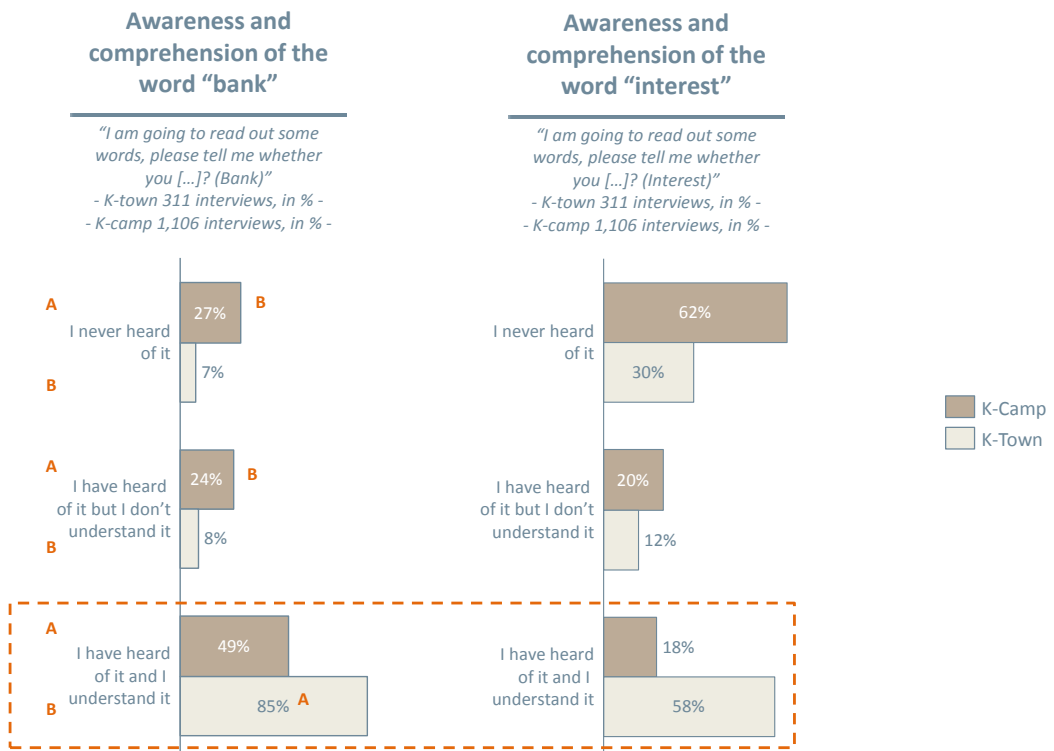 Awareness and
comprehension of the
word “bank”
“I am going to read out some
words, please tell me whether
you […]? (Bank)”
- K-town 311 interviews, in % -
- K-camp 1,106 interviews, in % -
A
I never heard
of it
B
27%
B
7%
A
I have heard
of it but I don’t
understand it
B
24%
B
8%
A
I have heard
of it and I
understand it
B
49%
85%
A
Awareness and
comprehension of the
word “interest”
“I am going to read out some
words, please tell me whether
you […]? (Interest)”
- K-town 311 interviews, in % -
- K-camp 1,106 interviews, in % -
I never heard
of it
62%
30%
I have heard
of it but I don’t
understand it
20%
12%
I have heard
of it and I
understand it
18%
58%
K-Camp
K-Town